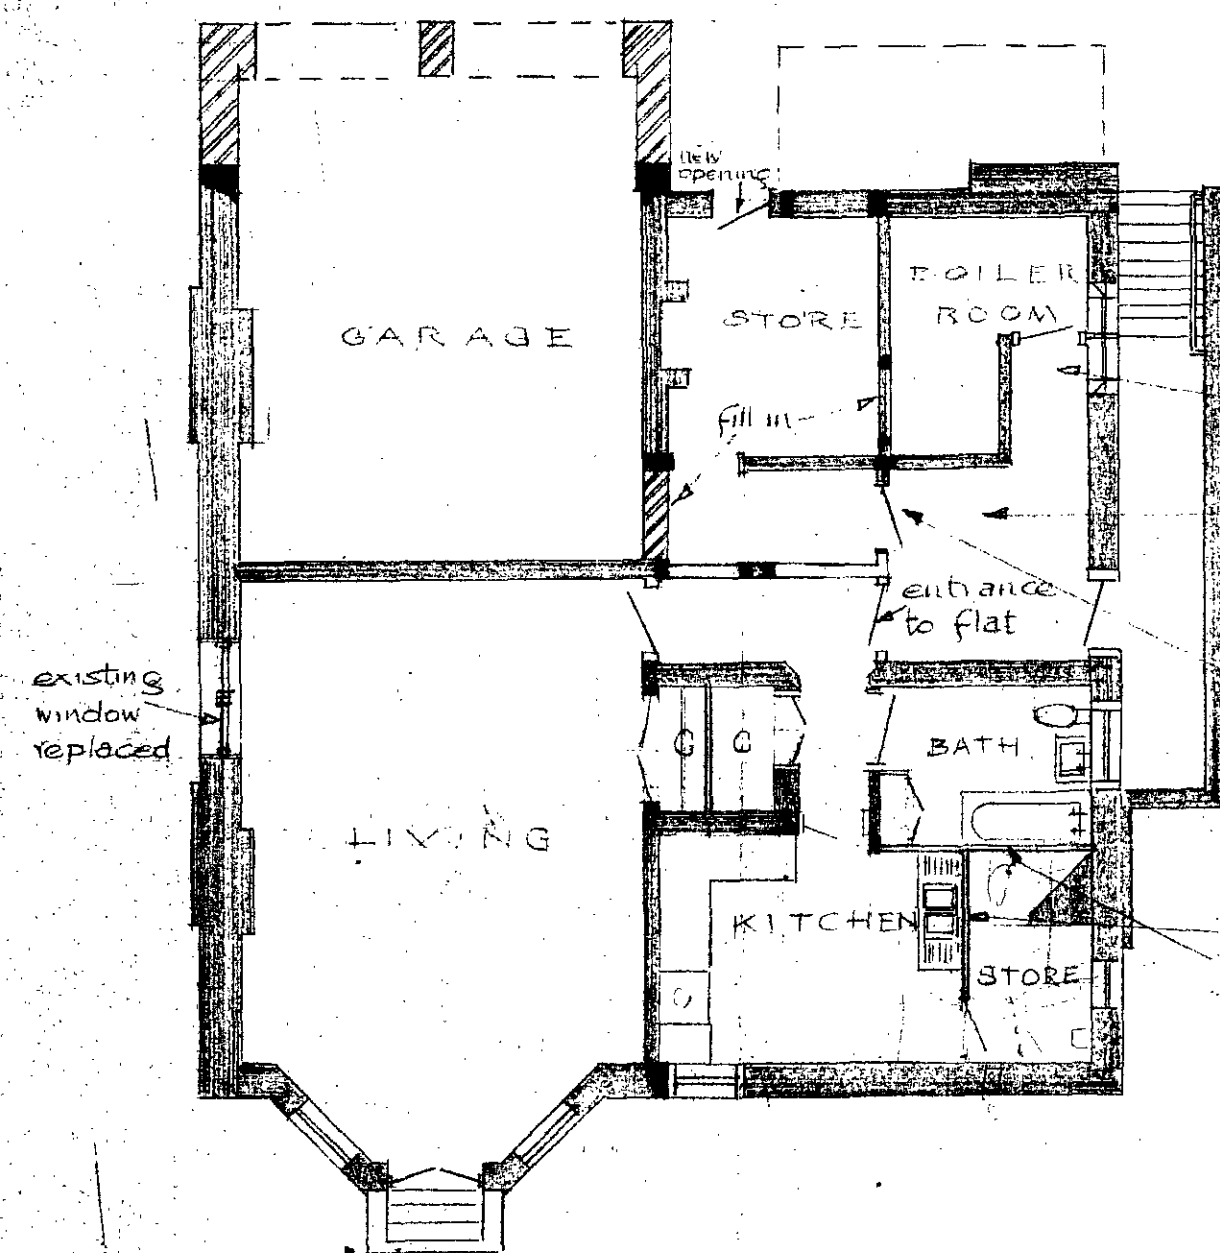 new
opening
GARAGE
STORE
BOILER
ROOM
fill in
entrance
to flat
existing
window
replaced
C
C
BATH
LIVING
KITCHEN
STORE